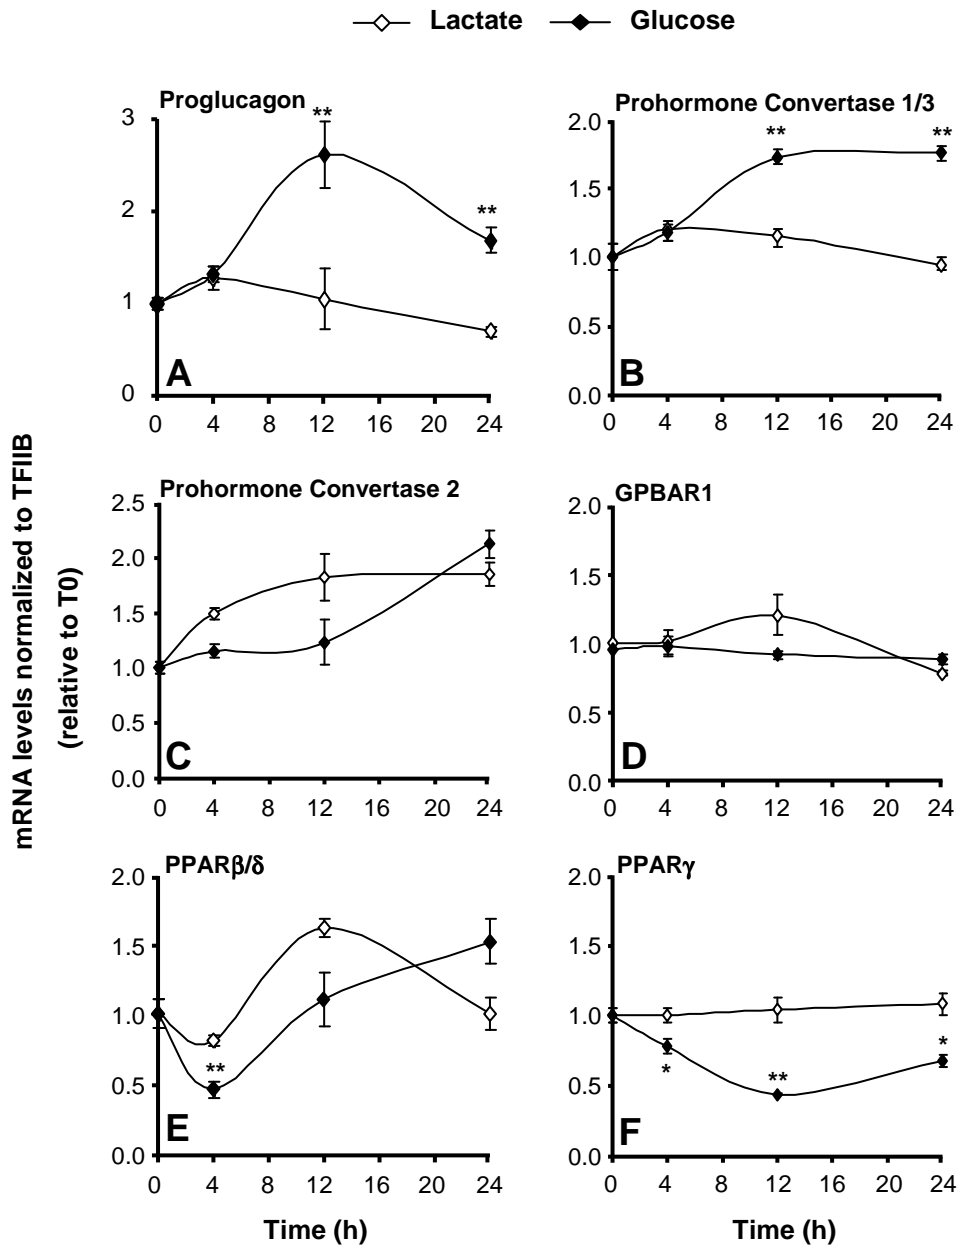 Lactate Glucose
Proglucagon
3
2
1
0
**
**
A
0 4 8 12 16 20 24
Prohormone Convertase 1/3
2.0
1.5
1.0
0.5
0.0
**
**
B
0 4 8 12 16 20 24
mRNA levels normalized to TFIIB
(relative to T0)
Prohormone Convertase 2
2.5
2.0
1.5
1.0
0.5
0.0
C
0 4 8 12 16 20 24
GPBAR1
2.0
1.5
1.0
0.5
0.0
D
0 4 8 12 16 20 24
PPARβ/δ
2.0
1.5
1.0
0.5
0.0
**
E
0 4 8 12 16 20 24
Time (h)
PPARγ
2.0
1.5
1.0
0.5
0.0
*
**
*
F
0 4 8 12 16 20 24
Time (h)